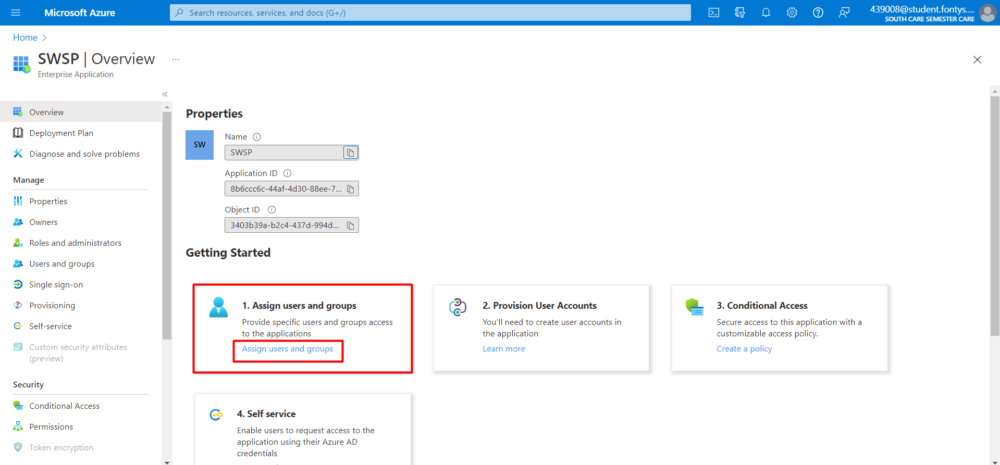 Microsoft Azure
Search resources, services, and docs (G+/)
439008@student.fontys....
SOUTH CARE SEMESTER CARE
Home
SWSP | Overview
...
Enterprise Application
Overview
Deployment Plan
Diagnose and solve problems
Manage
Properties
Owners
Roles and administrators
Users and groups
Single sign-on
Provisioning
Self-service
Custom security attributes
(preview)
Security
Conditional Access
Permissions
Token encryption
Properties
SW
Name
SWSP
Application ID
8b6ccc6c-44af-4d30-88ee-7...
Object ID
3403b39a-b2c4-437d-994d...
Getting Started
1. Assign users and groups
Provide specific users and groups access
to the applications
Assign users and groups
2. Provision User Accounts
You'll need to create user accounts in
the application
Learn more
3. Conditional Access
Secure access to this application with a
customizable access policy.
Create a policy
4. Self service
Enable users to request access to the
application using their Azure AD
credentials